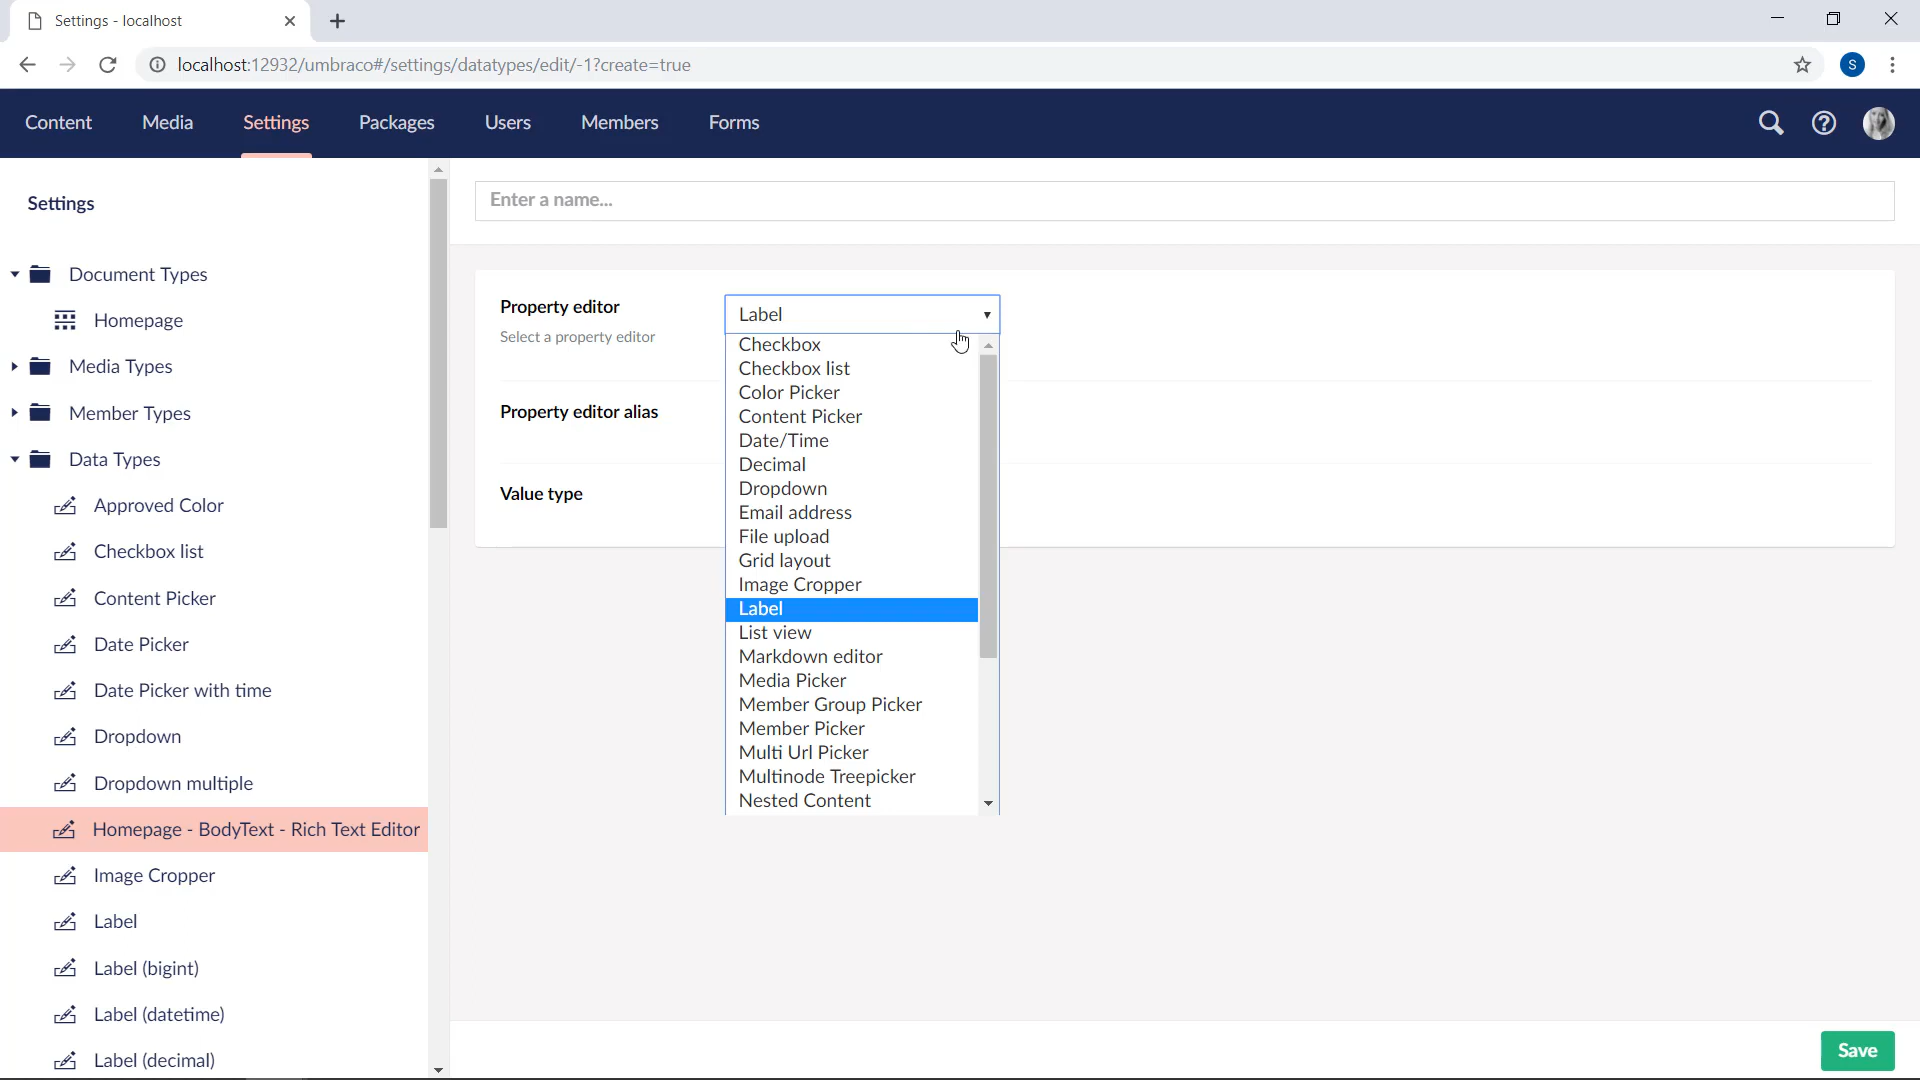 Settings - localhost
localhost:12932/umbraco#/settings/datatypes/edit/-1?create=true
S
Content
Media
Settings
Packages
Users
Members
Forms
Settings
Document Types
Homepage
Media Types
Member Types
Data Types
Approved Color
Checkbox list
Content Picker
Date Picker
Date Picker with time
Dropdown
Dropdown multiple
Homepage - BodyText - Rich Text Editor
Image Cropper
Label
Label (bigint)
Label (datetime)
Label (decimal)
Enter a name...
Property editor
Select a property editor
Label
Checkbox
Checkbox list
Color Picker
Content Picker
Date/Time
Decimal
Dropdown
Email address
File upload
Grid layout
Image Cropper
Label
List view
Markdown editor
Media Picker
Member Group Picker
Member Picker
Multi Url Picker
Multinode Treepicker
Nested Content
Property editor alias
Value type
Save